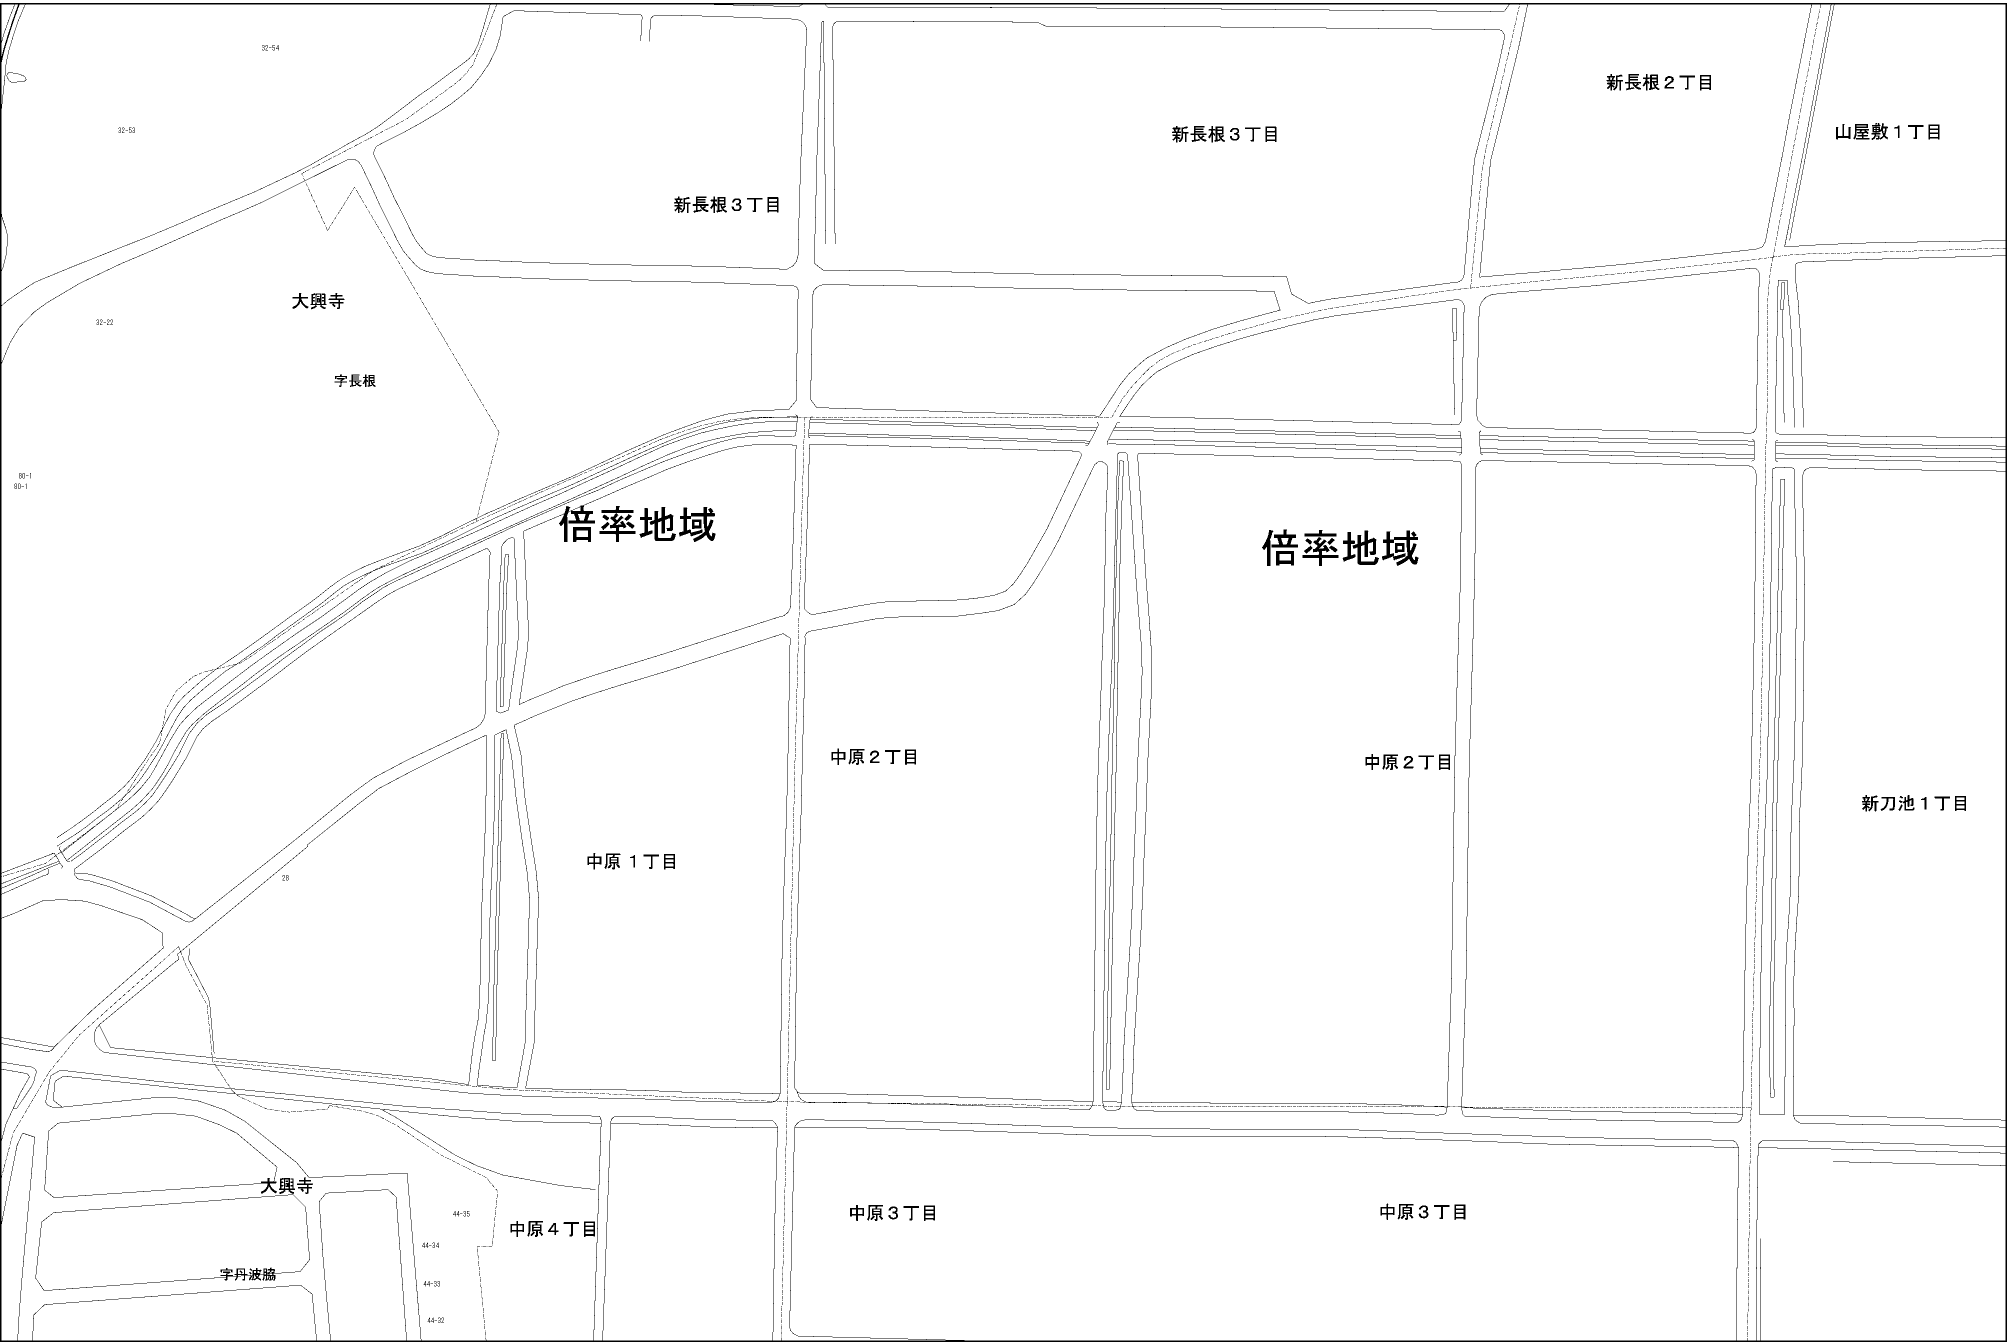 32-54
新長根２丁目
32-53
新長根３丁目
山屋敷１丁目
新長根３丁目
大興寺
32-22
字長根
80-1
80-1
倍率地域
倍率地域
中原２丁目
中原２丁目
新刀池１丁目
中原１丁目
28
大興寺
44-35
中原４丁目
中原３丁目
中原３丁目
44-34
字丹波脇
44-33
44-32